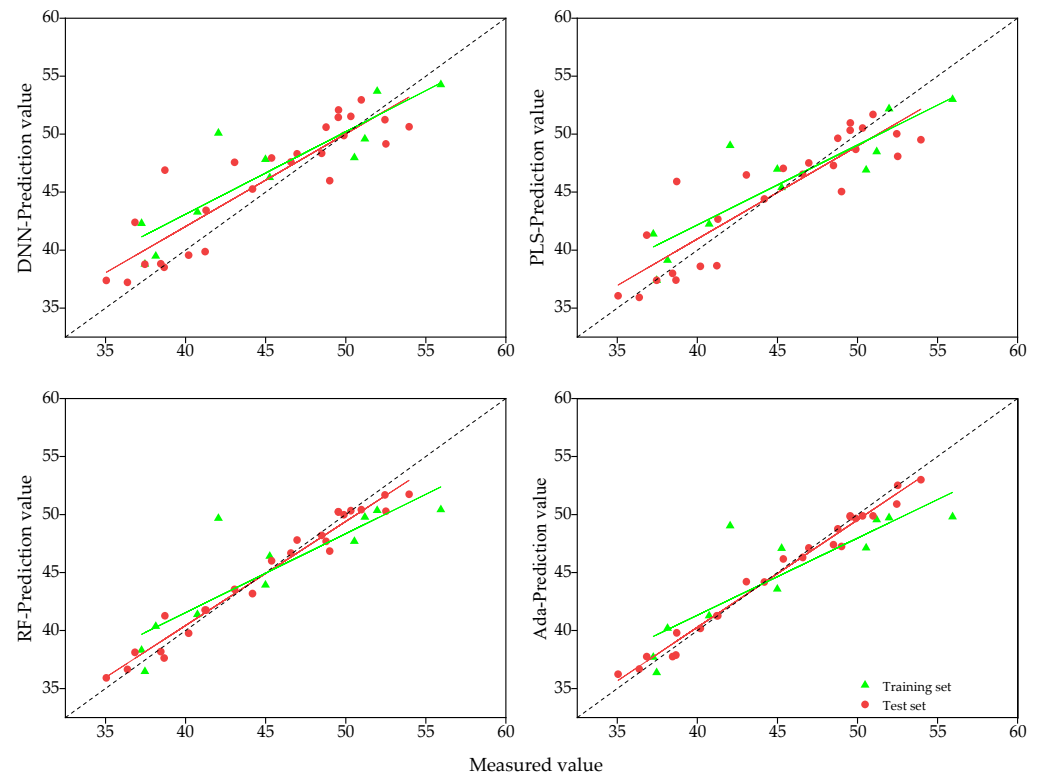 60
55
50
45
40
35
DNN-Prediction value
35 40 45 50 55 60
60
55
50
45
40
35
PLS-Prediction value
35 40 45 50 55 60
60
55
50
45
40
35
RF-Prediction value
35 40 45 50 55 60
60
55
50
45
40
35
Ada-Prediction value
Training set
Test set
35 40 45 50 55 60
Measured value